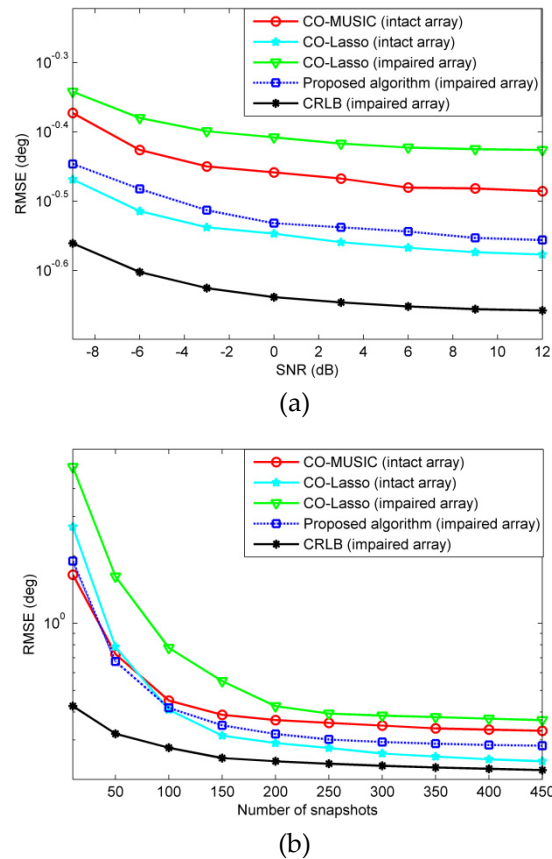 CO-MUSIC (intact array)
CO-Lasso (intact array)
CO-Lasso (impaired array)
Proposed algorithm (impaired array)
CRLB (impaired array)
10^-0.3
10^-0.4
10^-0.5
10^-0.6
RMSE (deg)
-8 -6 -4 -2 0 2 4 6 8 10 12
SNR (dB)
(a)
CO-MUSIC (intact array)
CO-Lasso (intact array)
CO-Lasso (impaired array)
Proposed algorithm (impaired array)
CRLB (impaired array)
10^0
RMSE (deg)
50 100 150 200 250 300 350 400 450
Number of snapshots
(b)